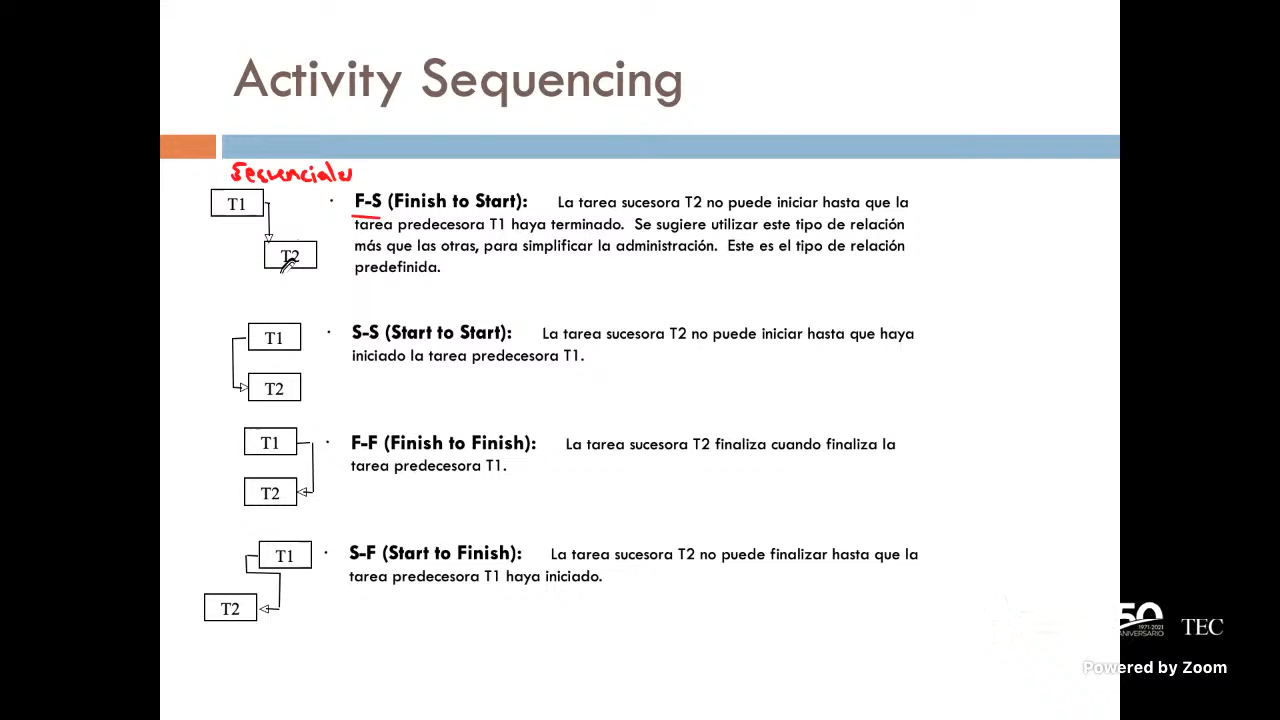 Activity Sequencing
Secuenciales
T1
T2
· F-S (Finish to Start): La tarea sucesora T2 no puede iniciar hasta que la
tarea predecesora T1 haya terminado. Se sugiere utilizar este tipo de relación
más que las otras, para simplificar la administración. Este es el tipo de relación
predefinida.
T1
T2
· S-S (Start to Start): La tarea sucesora T2 no puede iniciar hasta que haya
iniciado la tarea predecesora T1.
T1
T2
· F-F (Finish to Finish): La tarea sucesora T2 finaliza cuando finaliza la
tarea predecesora T1.
T1
T2
· S-F (Start to Finish): La tarea sucesora T2 no puede finalizar hasta que la
tarea predecesora T1 haya iniciado.
50
1971-2021
ANIVERSARIO
TEC
Powered by Zoom